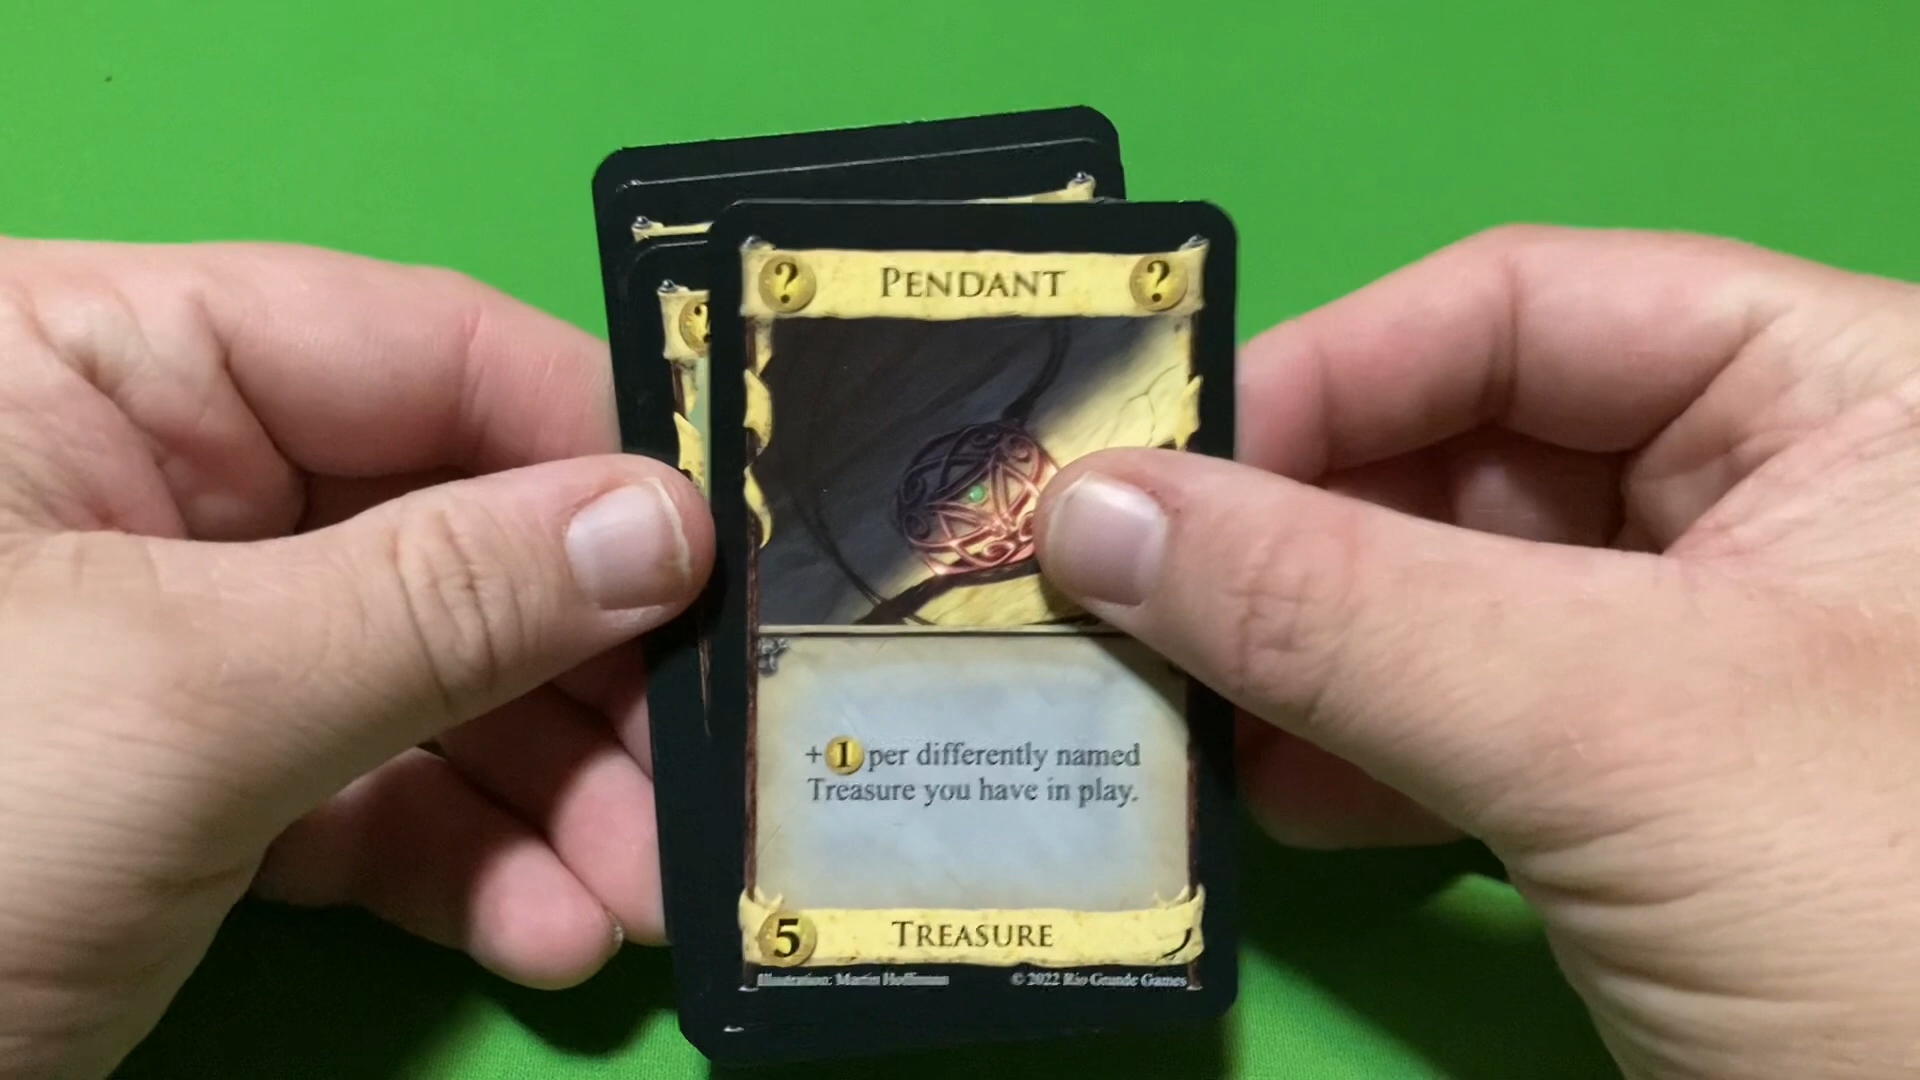 ? PENDANT ?
+1 per differently named
Treasure you have in play.
5 TREASURE
Illustration: Martin Hoffmann © 2022 Rio Grande Games